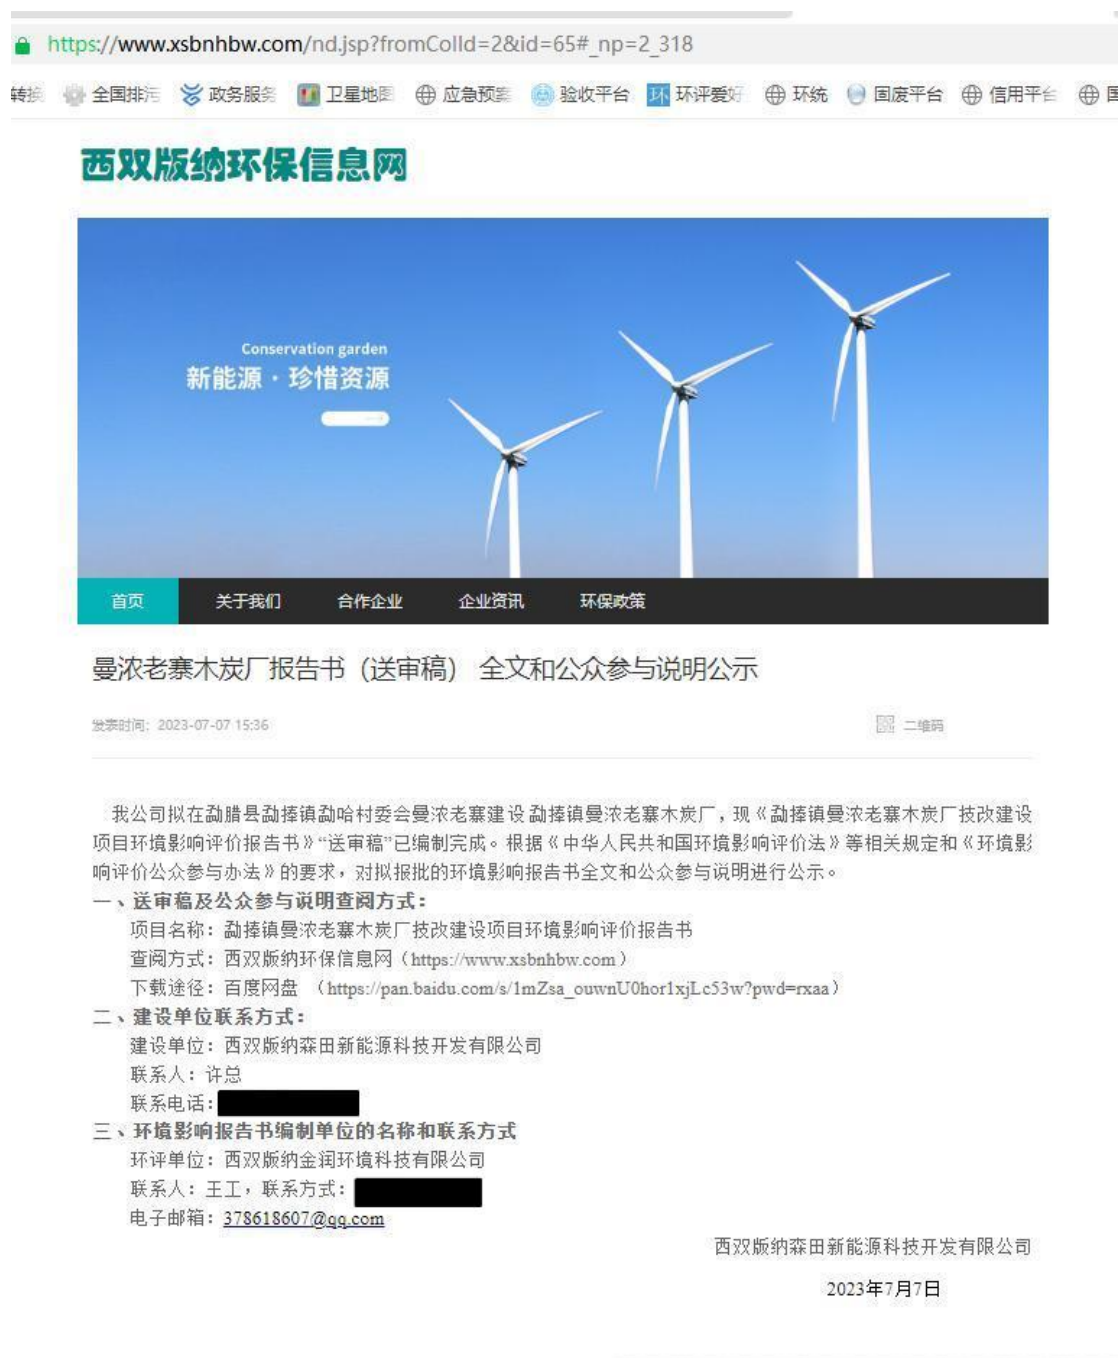 https://www.xsbnhbw.com/nd.jsp?fromColId=2&id=65#_np=2_318
转换 全国排污 政务服务 卫星地图 应急预案 验收平台 环 环评爱好 环统 固废平台 信用平台
西双版纳环保信息网
Conservation garden
新能源·珍惜资源
首页 关于我们 合作企业 企业资讯 环保政策
曼浓老寨木炭厂报告书（送审稿） 全文和公众参与说明公示
发表时间：2023-07-07 15:36 二维码
我公司拟在勐腊县勐捧镇勐哈村委会曼浓老寨建设勐捧镇曼浓老寨木炭厂，现《勐捧镇曼浓老寨木炭厂技改建设
项目环境影响评价报告书》“送审稿”已编制完成。根据《中华人民共和国环境影响评价法》等相关规定和《环境影
响评价公众参与办法》的要求，对拟报批的环境影响报告书全文和公众参与说明进行公示。
一、送审稿及公众参与说明查阅方式：
项目名称：勐捧镇曼浓老寨木炭厂技改建设项目环境影响评价报告书
查阅方式：西双版纳环保信息网（https://www.xsbnhbw.com）
下载途径：百度网盘 （https://pan.baidu.com/s/1mZsa_ouwnU0hor1xjLc53w?pwd=rxaa）
二、建设单位联系方式：
建设单位：西双版纳森田新能源科技开发有限公司
联系人：许总
联系电话：
三、环境影响报告书编制单位的名称和联系方式
环评单位：西双版纳金润环境科技有限公司
联系人：王工，联系方式：
电子邮箱：378618607@qq.com
西双版纳森田新能源科技开发有限公司
2023年7月7日